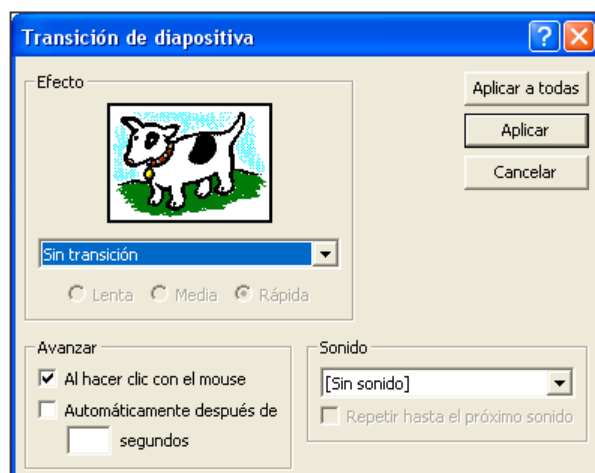 Transición de diapositiva
Efecto
Aplicar a todas
Aplicar
Cancelar
Sin transición
Lenta Media Rápida
Avanzar
Al hacer clic con el mouse
Automáticamente después de
segundos
Sonido
[Sin sonido]
Repetir hasta el próximo sonido